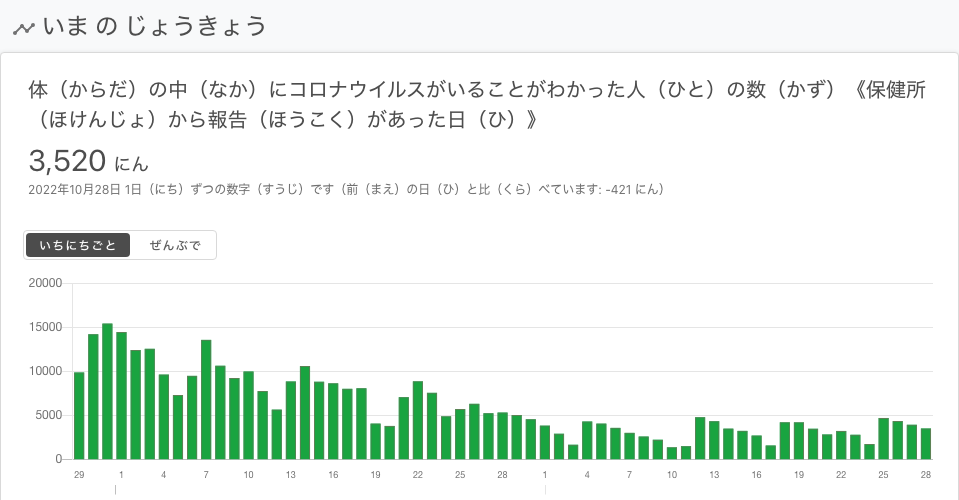 いま の じょうきょう
体（からだ）の中（なか）にコロナウイルスがいることがわかった人（ひと）の数（かず）《保健所
（ほけんじょ）から報告（ほうこく）があった日（ひ）》
3,520 にん
2022年10月28日 1日（にち）ずつの数字（すうじ）です（前（まえ）の日（ひ）と比（くら）べています: -421 にん）
いちにちごと ぜんぶで
20000
15000
10000
5000
0
29 1 4 7 10 13 16 19 22 25 28 1 4 7 10 13 16 19 22 25 28